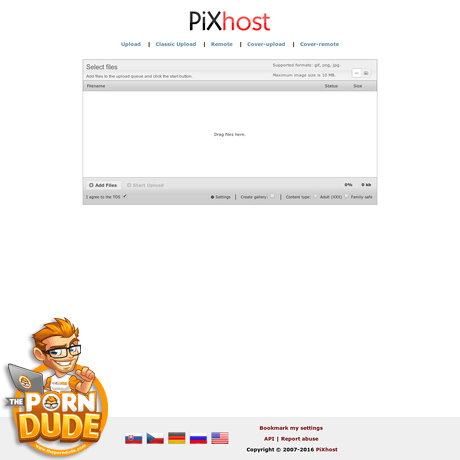 PiXhost
Upload | Classic Upload | Remote | Cover-upload | Cover-remote
Select files
Add files to the upload queue and click the start button
Supported formats: gif, png, jpg.
Maximum image size is 10 MB.
Filename Status Size
Drag files here.
Add Files Start Upload 0% 0 kb
I agree to the TOS Settings | Create gallery: | Content type: Adult (XXX) Family safe
THE
PORN
DUDE
www.theporndude.com
Bookmark my settings
API | Report abuse
Copyright © 2007-2016 PiXhost